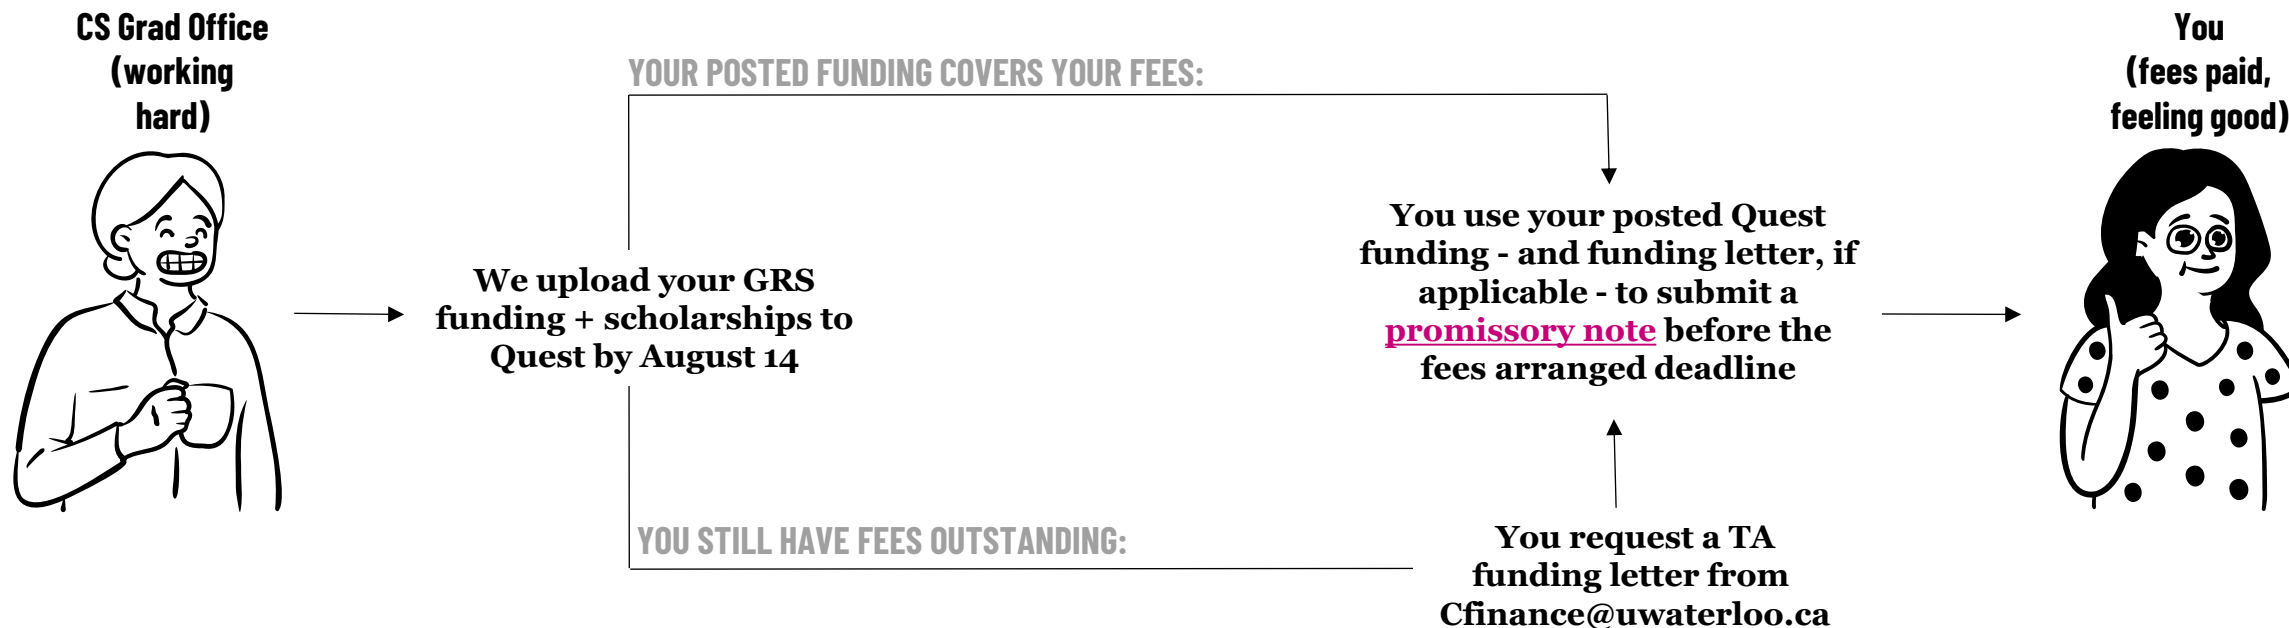 CS Grad Office
(working
hard)
YOUR POSTED FUNDING COVERS YOUR FEES:
We upload your GRS
funding + scholarships to
Quest by August 14
YOU STILL HAVE FEES OUTSTANDING:
You request a TA
funding letter from
Cfinance@uwaterloo.ca
You use your posted Quest
funding - and funding letter, if
applicable - to submit a
promissory note before the
fees arranged deadline
You
(fees paid,
feeling good)